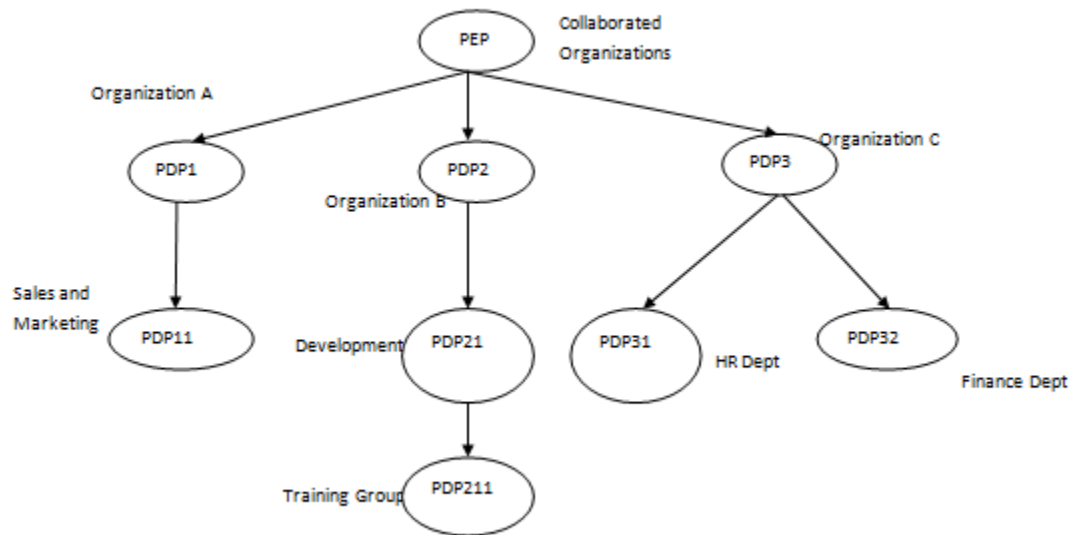 PEP
Collaborated
Organizations
Organization A
Organization C
PDP1
PDP2
PDP3
Organization B
Sales and
Marketing
PDP11
Development
PDP21
PDP31
PDP32
HR Dept
Finance Dept
Training Group
PDP211